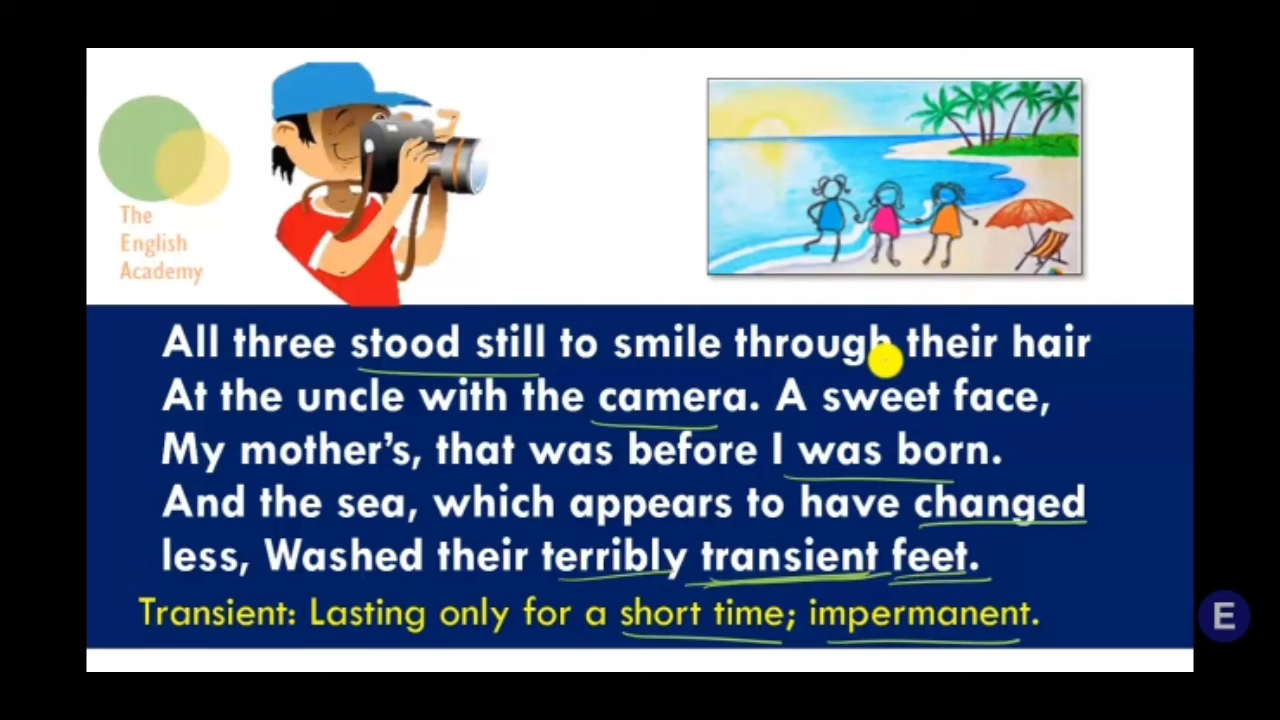 The
English
Academy
All three stood still to smile through their hair
At the uncle with the camera. A sweet face,
My mother's, that was before I was born.
And the sea, which appears to have changed
less, Washed their terribly transient feet.
Transient: Lasting only for a short time; impermanent.
E